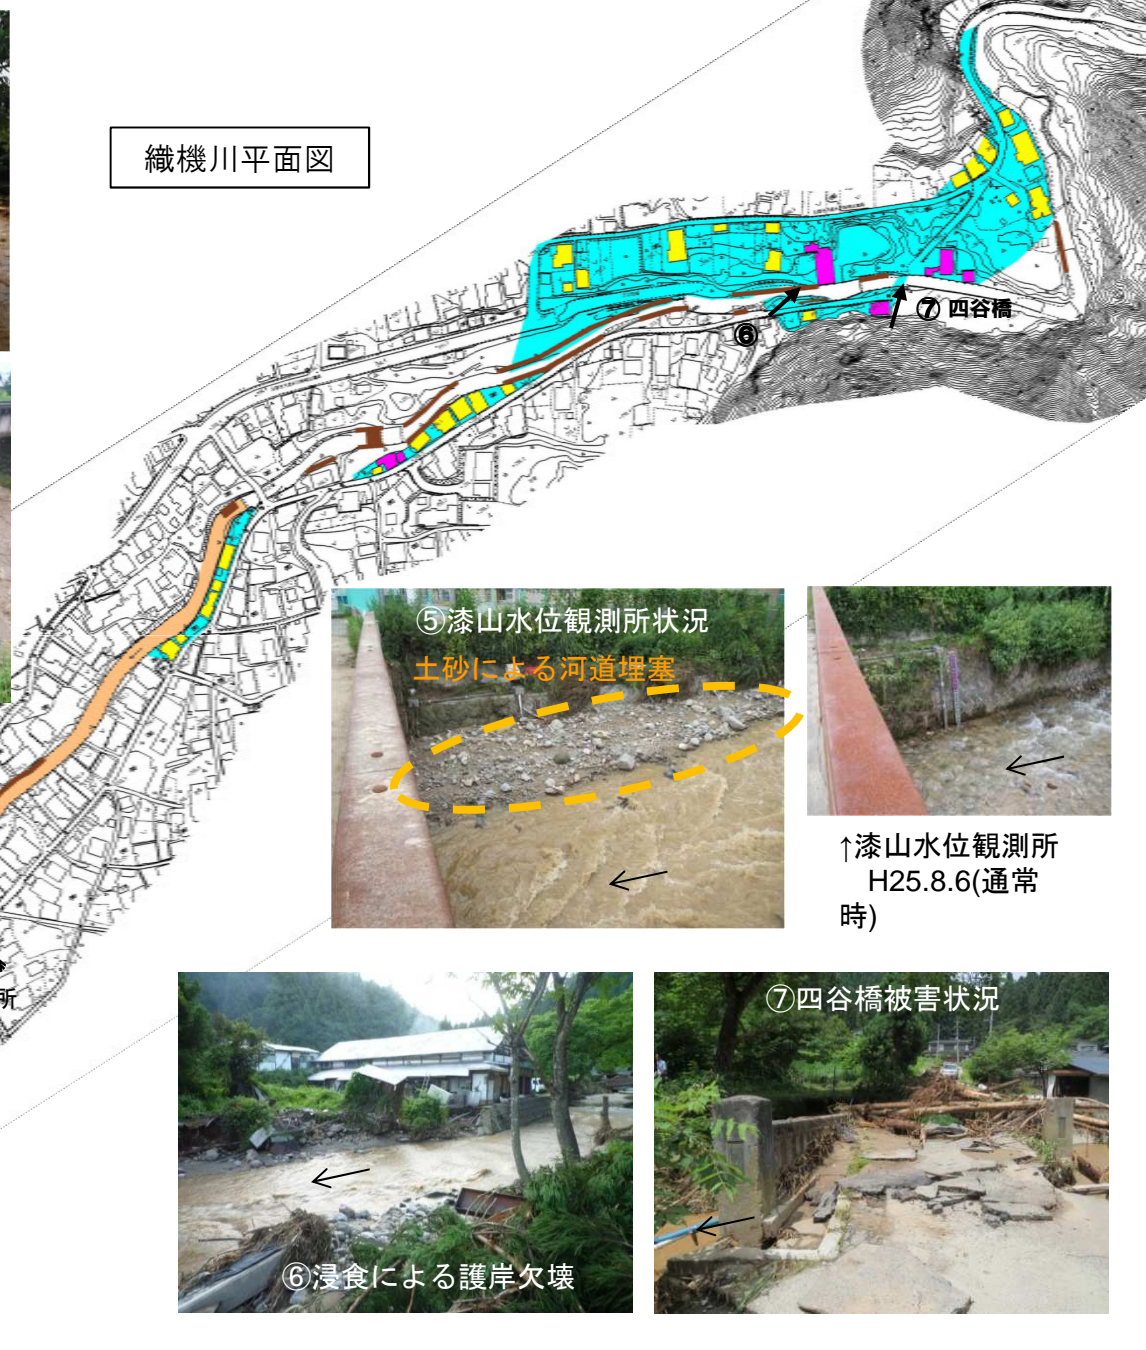 織機川平面図
⑥
⑦ 四谷橋
⑤漆山水位観測所状況
土砂による河道埋塞
↑漆山水位観測所
H25.8.6(通常
時)
所
⑦四谷橋被害状況
⑥浸食による護岸欠壊